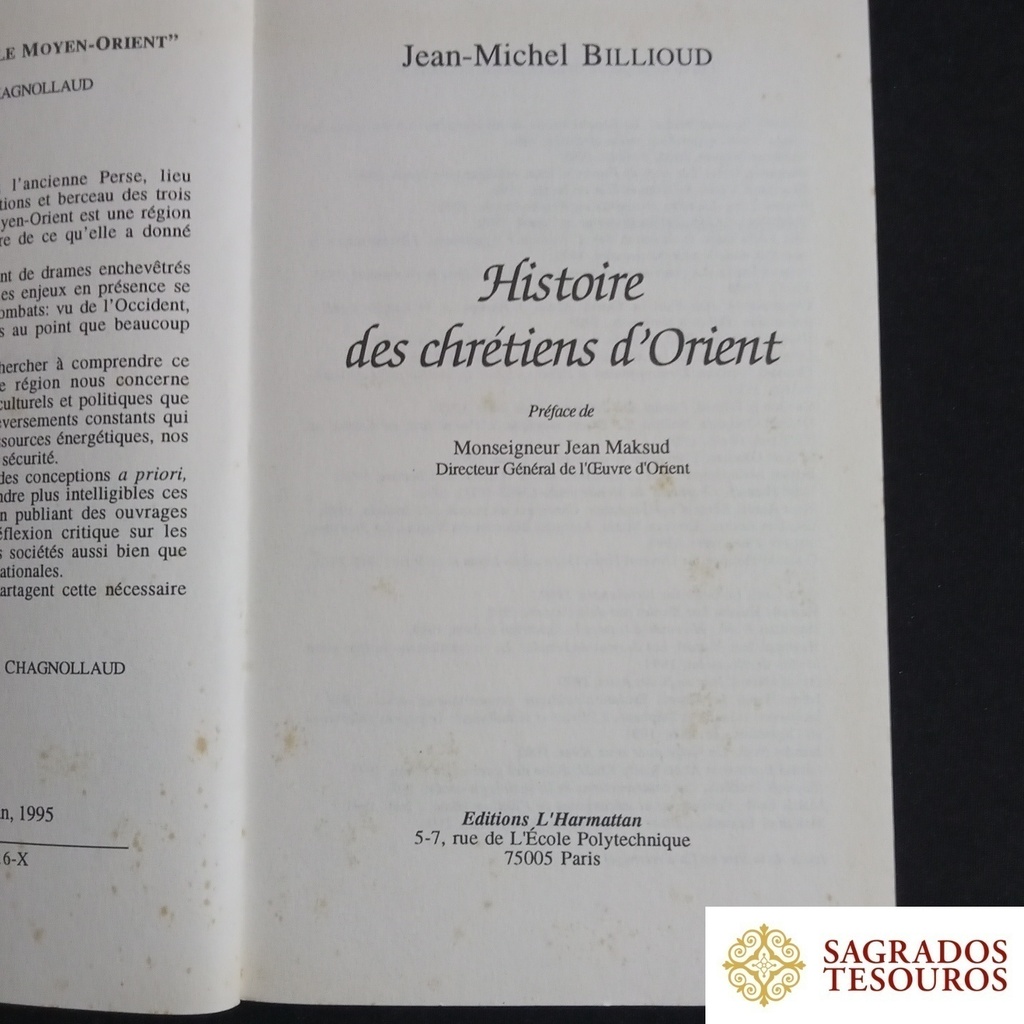 LE MOYEN-ORIENT”
AGNOLLAUD
l'ancienne Perse, lieu
tions et berceau des trois
yen-Orient est une région
re de ce qu'elle a donné
nt de drames enchevêtrés
es enjeux en présence se
ombats: vu de l'Occident,
s au point que beaucoup
hercher à comprendre ce
e région nous concerne
culturels et politiques que
versements constants qui
sources énergétiques, nos
sécurité.
des conceptions a priori,
ndre plus intelligibles ces
n publiant des ouvrages
éflexion critique sur les
s sociétés aussi bien que
ationales.
artagent cette nécessaire
CHAGNOLLAUD
n, 1995
6-X
Jean-Michel BILLIOUD
Histoire
des chrétiens d'Orient
Préface de
Monseigneur Jean Maksud
Directeur Général de l'Œuvre d'Orient
Editions L'Harmattan
5-7, rue de L'École Polytechnique
75005 Paris
SAGRADOS
TESOUROS